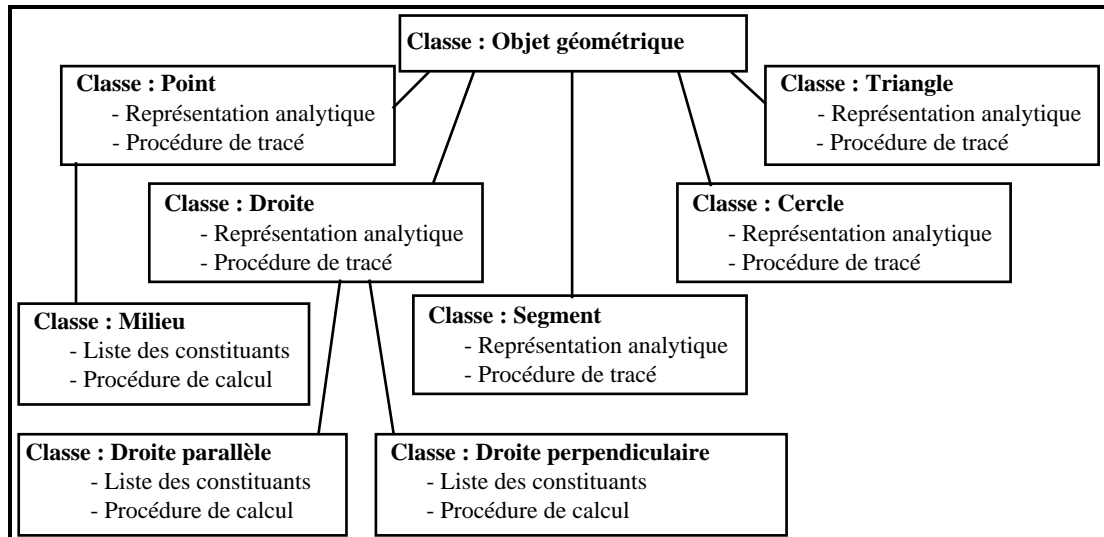 Classe : Objet géométrique
Classe : Point
- Représentation analytique
- Procédure de tracé
Classe : Triangle
- Représentation analytique
- Procédure de tracé
Classe : Droite
- Représentation analytique
- Procédure de tracé
Classe : Cercle
- Représentation analytique
- Procédure de tracé
Classe : Milieu
- Liste des constituants
- Procédure de calcul
Classe : Segment
- Représentation analytique
- Procédure de tracé
Classe : Droite parallèle
- Liste des constituants
- Procédure de calcul
Classe : Droite perpendiculaire
- Liste des constituants
- Procédure de calcul